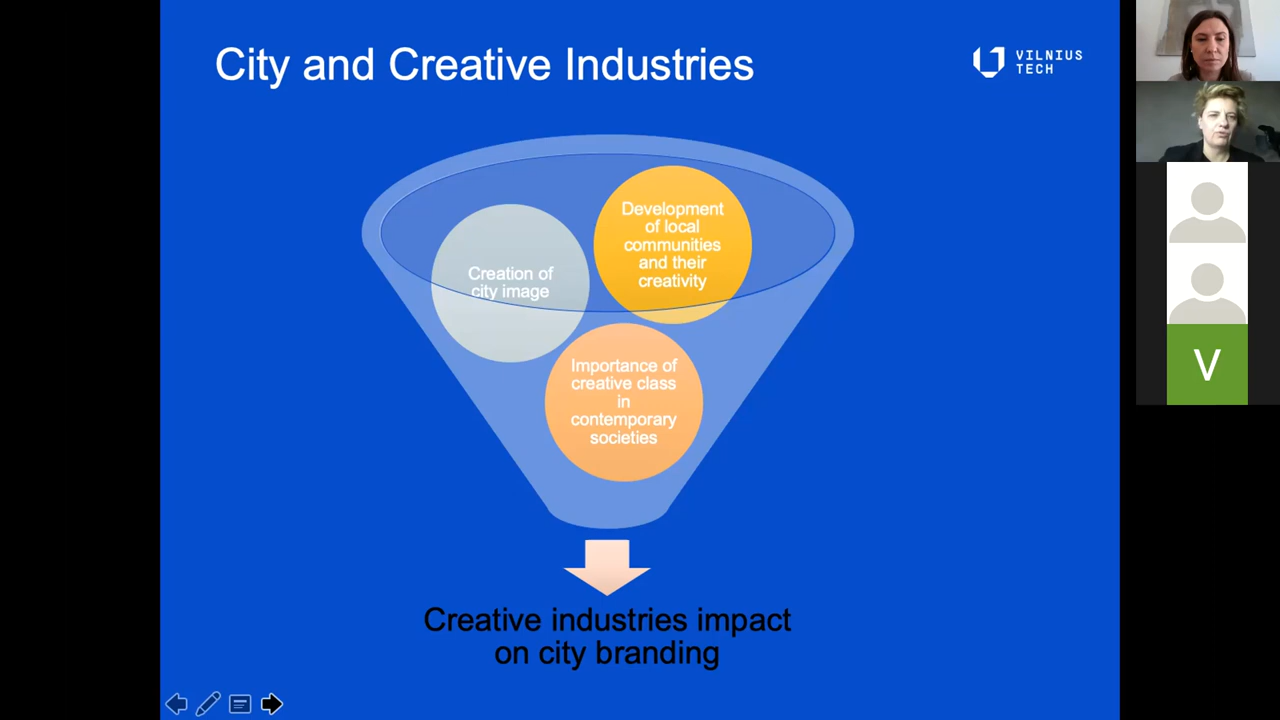 City and Creative Industries
VILNIUS
TECH
Development
of local
communities
and their
creativity
Creation of
city image
Importance of
creative class
in
contemporary
societies
Creative industries impact
on city branding
V